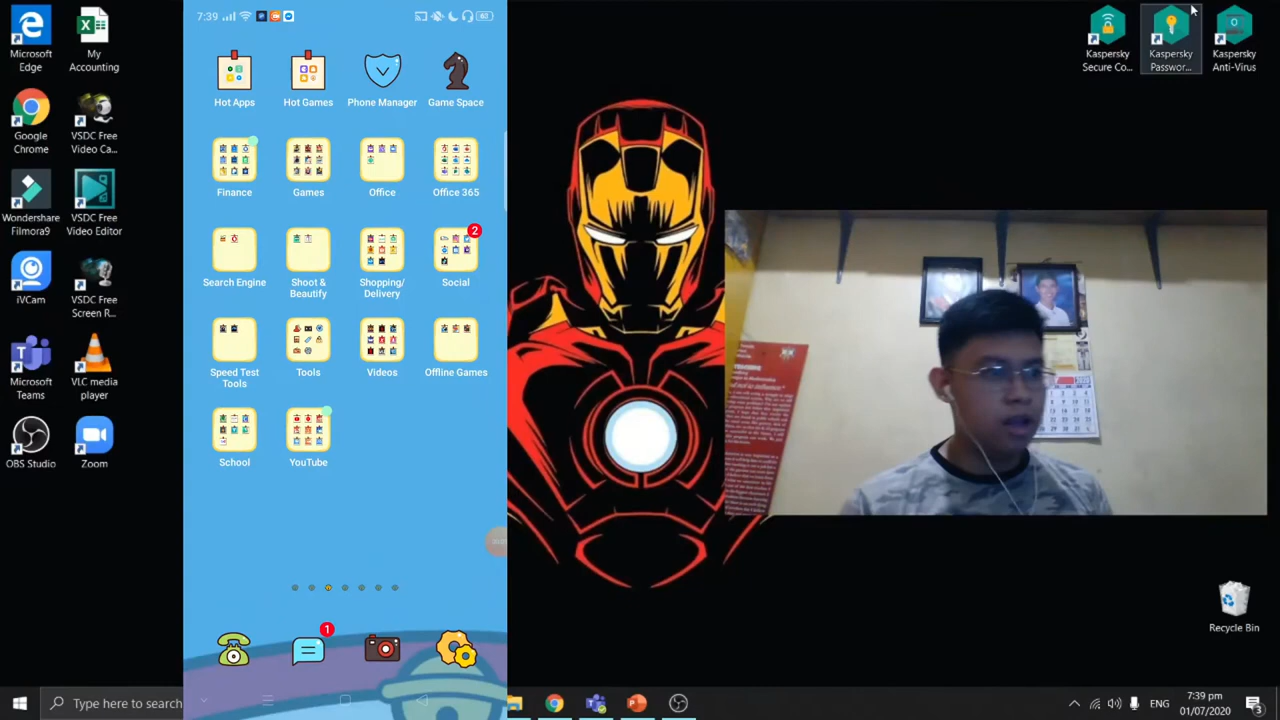 Microsoft
Edge
My
Accounting
Google
Chrome
VSDC Free
Video Ca...
Wondershare
Filmora9
VSDC Free
Video Editor
iVCam
VSDC Free
Screen R...
Microsoft
Teams
VLC media
player
OBS Studio
Zoom
7:39
63
Hot Apps
Hot Games
Phone Manager
Game Space
Finance
Games
Office
Office 365
Search Engine
Shoot &
Beautify
Shopping/
Delivery
2
Social
Speed Test
Tools
Tools
Videos
Offline Games
School
YouTube
1
Kaspersky
Secure Co...
Kaspersky
Passwor...
Kaspersky
Anti-Virus
Recycle Bin
Type here to search
ENG
7:39 pm
01/07/2020
3